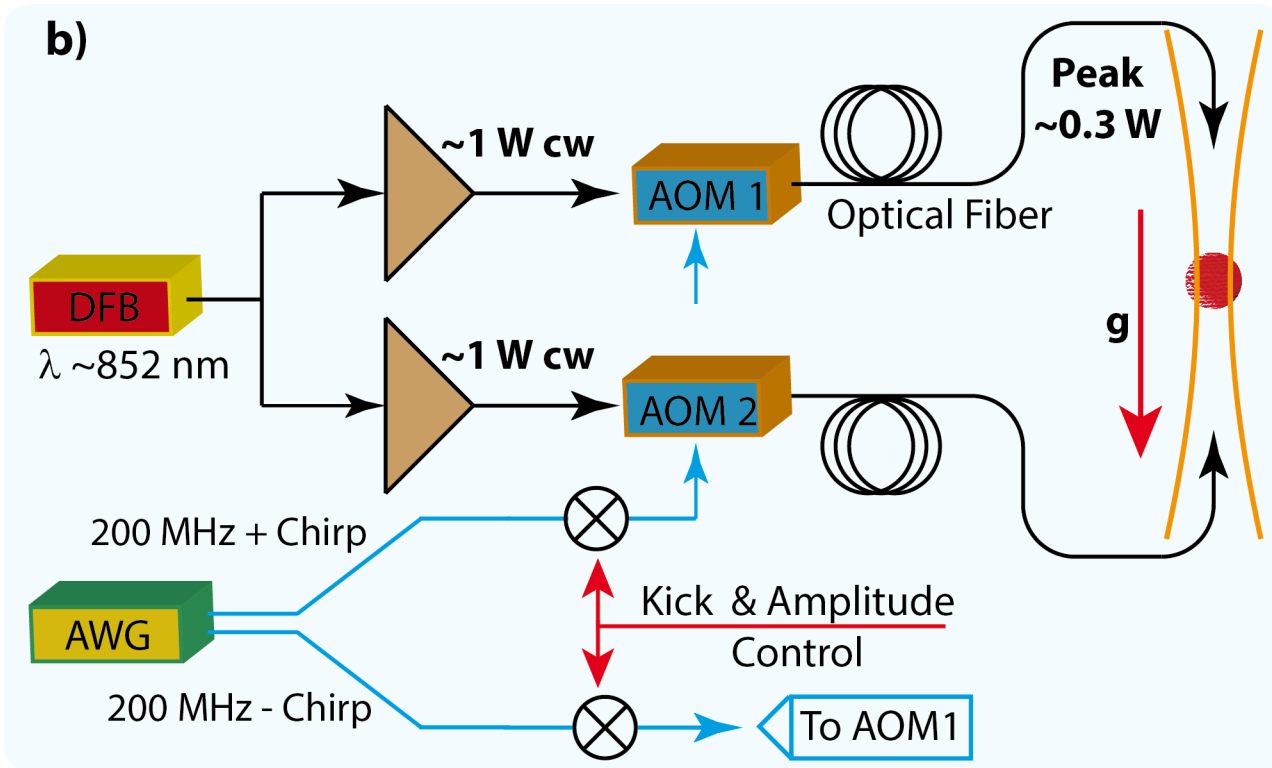 b)
Peak
~0.3 W
~1 W cw
AOM 1
Optical Fiber
DFB
λ ~852 nm
g
~1 W cw
AOM 2
200 MHz + Chirp
Kick & Amplitude
Control
AWG
200 MHz - Chirp
To AOM1